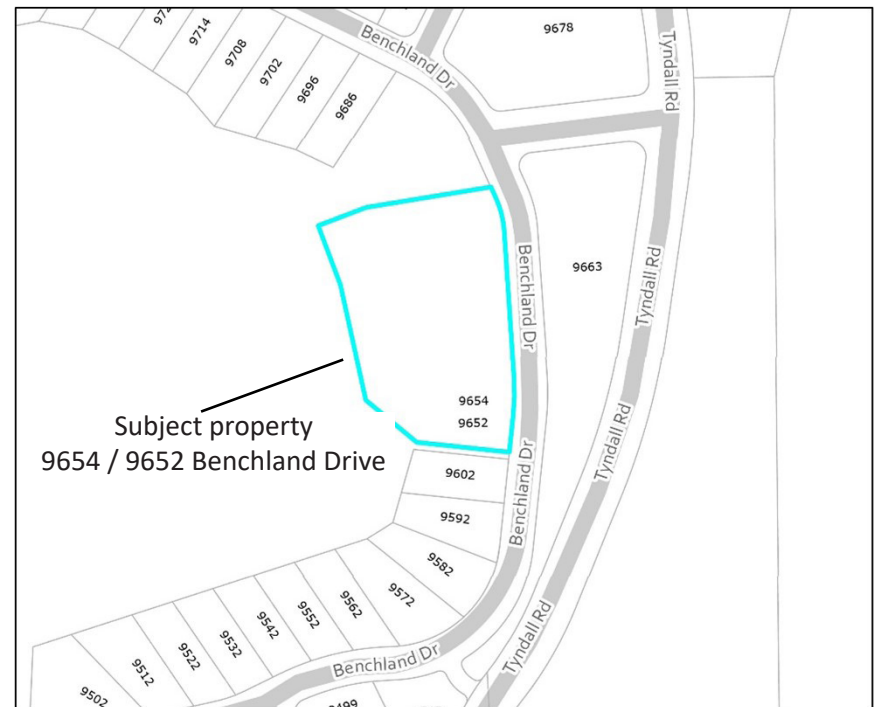 9714
9708
9702
9696
9686
Benchland Dr
9678
Tyndall Rd
Benchland Dr
9663
Tyndall Rd
Subject property
9654 / 9652 Benchland Drive
9654
9652
Benchland Dr
Tyndall Rd
9602
9592
9582
9572
9562
9552
9542
9532
9522
9512
9502
Benchland Dr
Tyndall Rd